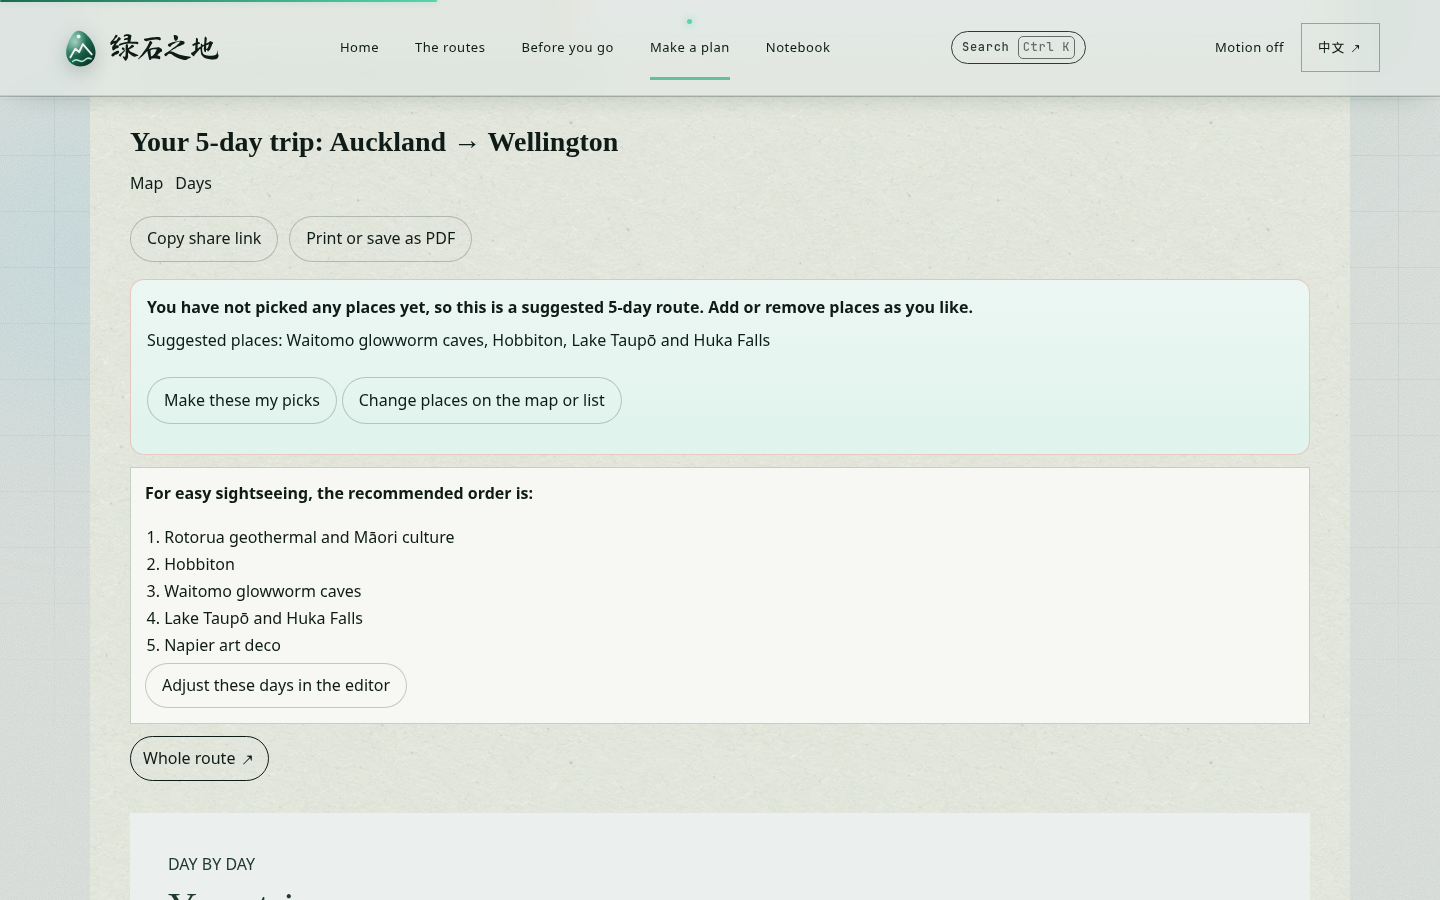 绿石之地
Home
The routes
Before you go
Make a plan
Notebook
Search Ctrl K
Motion off
中文 ↗
Your 5-day trip: Auckland → Wellington
Map Days
Copy share link
Print or save as PDF
You have not picked any places yet, so this is a suggested 5-day route. Add or remove places as you like.
Suggested places: Waitomo glowworm caves, Hobbiton, Lake Taupō and Huka Falls
Make these my picks
Change places on the map or list
For easy sightseeing, the recommended order is:
1. Rotorua geothermal and Māori culture
2. Hobbiton
3. Waitomo glowworm caves
4. Lake Taupō and Huka Falls
5. Napier art deco
Adjust these days in the editor
Whole route ↗
DAY BY DAY